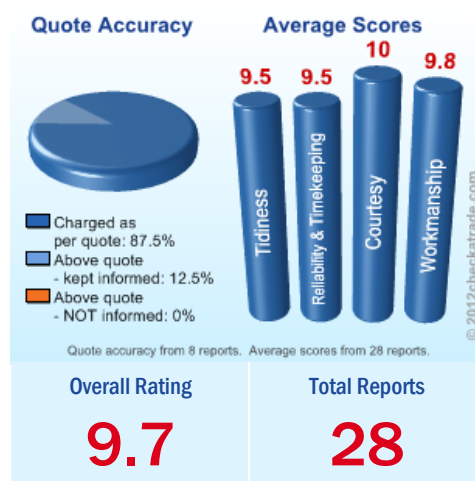 Quote Accuracy
Average Scores
9.5
9.5
10
9.8
Tidiness
Reliability & Timekeeping
Courtesy
Workmanship
Charged as
per quote: 87.5%
Above quote
- kept informed: 12.5%
Above quote
- NOT informed: 0%
© 2012checkatrade.com
Quote accuracy from 8 reports. Average scores from 28 reports.
Overall Rating
Total Reports
9.7
28